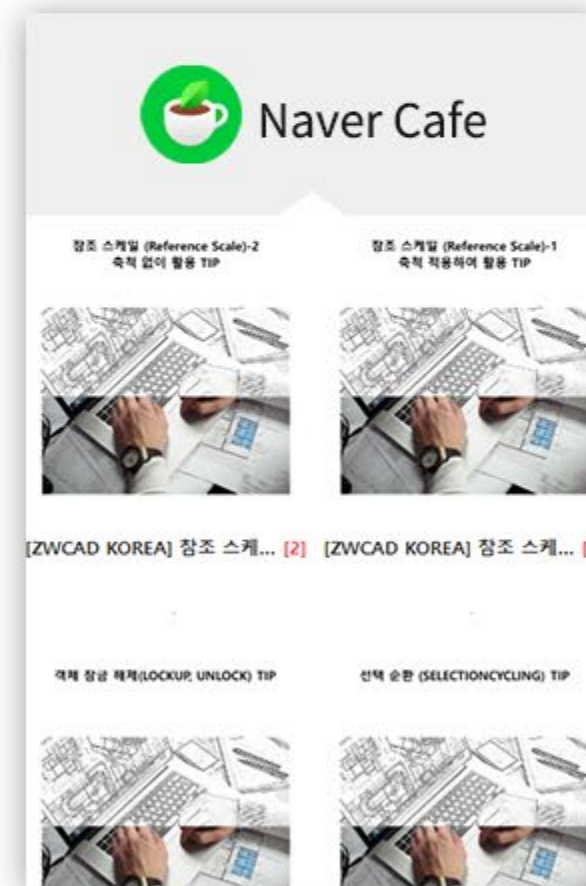 Naver Cafe
참조 스케일 (Reference Scale)-2
축척 없이 활용 TIP
참조 스케일 (Reference Scale)-1
축척 적용하여 활용 TIP
[ZWCAD KOREA] 참조 스케... [2]
[ZWCAD KOREA] 참조 스케... [
객체 잠금 해제(LOCKUP, UNLOCK) TIP
선택 순환 (SELECTIONCYCLING) TIP